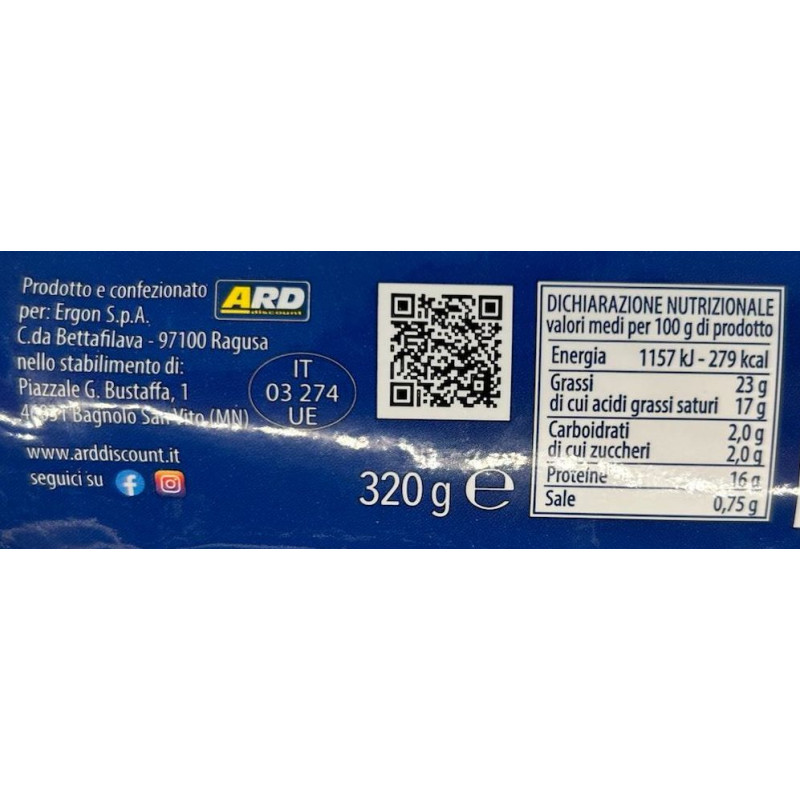 Prodotto e confezionato
per: Ergon S.p.A.
C.da Bettafilava - 97100 Ragusa
nello stabilimento di:
Piazzale G. Bustaffa, 1
Bagnolo San Vito (MN)
www.arddiscount.it
seguici su
ARD
discount
IT
03 274
UE
320 g e
DICHIARAZIONE NUTRIZIONALE
valori medi per 100 g di prodotto
Energia 1157 kJ - 279 kcal
Grassi 23 g
di cui acidi grassi saturi 17 g
Carboidrati 2,0 g
di cui zuccheri 2,0 g
Proteine 16 g
Sale 0,75 g